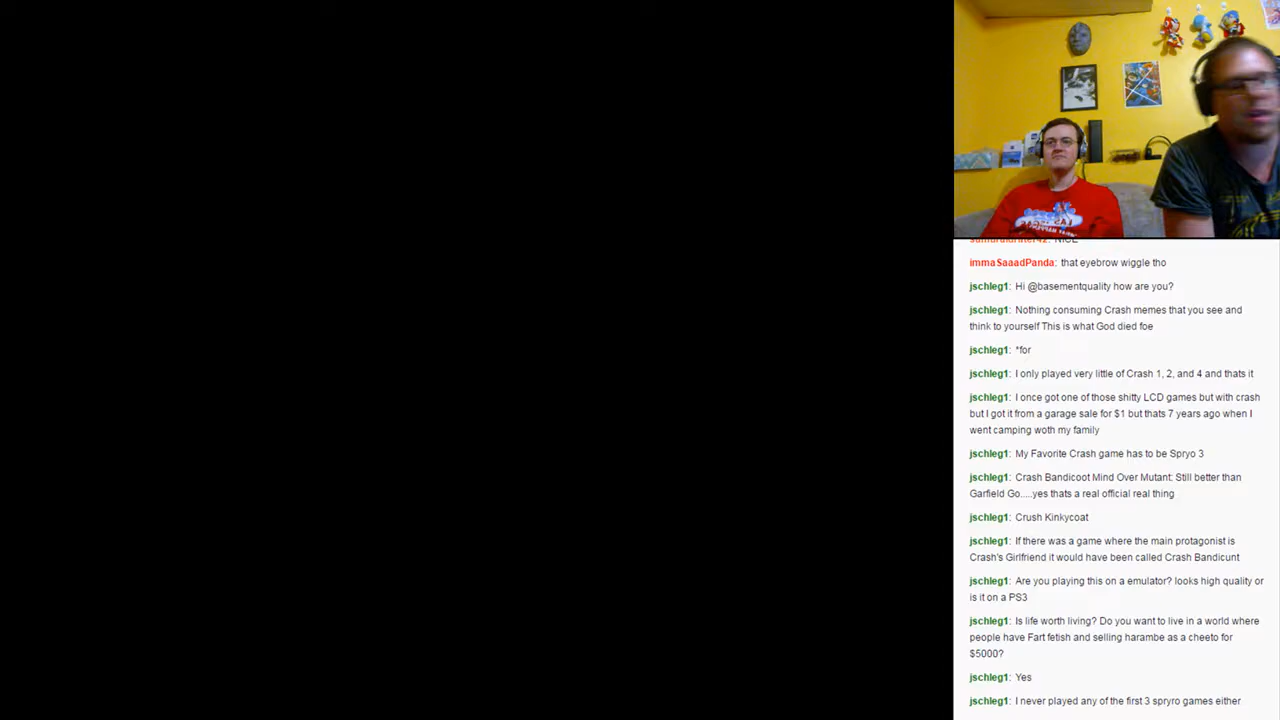 immaSaaadPanda: that eyebrow wiggle tho
jschleg1: Hi @basementquality how are you?
jschleg1: Nothing consuming Crash memes that you see and
think to yourself This is what God died foe
jschleg1: *for
jschleg1: I only played very little of Crash 1, 2, and 4 and thats it
jschleg1: I once got one of those shitty LCD games but with crash
but I got it from a garage sale for $1 but thats 7 years ago when I
went camping woth my family
jschleg1: My Favorite Crash game has to be Spryo 3
jschleg1: Crash Bandicoot Mind Over Mutant: Still better than
Garfield Go.....yes thats a real official real thing
jschleg1: Crush Kinkycoat
jschleg1: If there was a game where the main protagonist is
Crash's Girlfriend it would have been called Crash Bandicunt
jschleg1: Are you playing this on a emulator? looks high quality or
is it on a PS3
jschleg1: Is life worth living? Do you want to live in a world where
people have Fart fetish and selling harambe as a cheeto for
$5000?
jschleg1: Yes
jschleg1: I never played any of the first 3 spryro games either